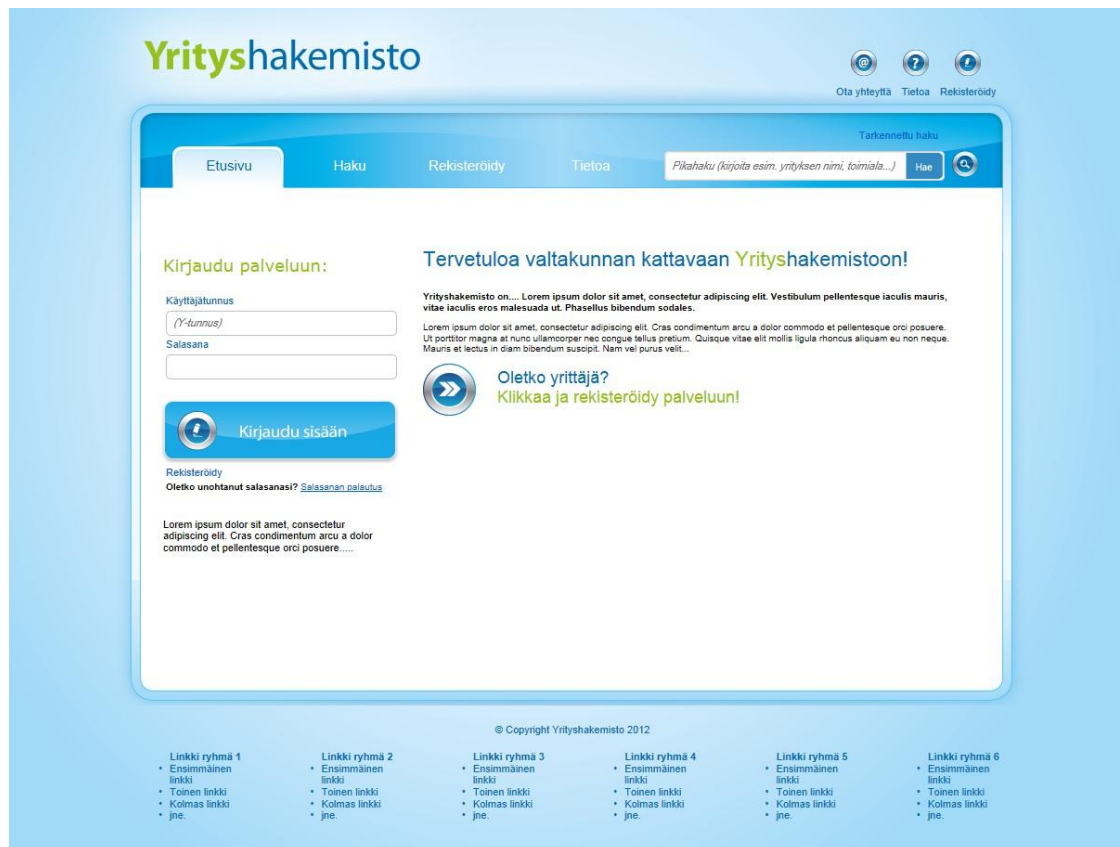 Yrityshakemisto
Ota yhteyttä Tietoa Rekisteröidy
Tarkennettu haku
Etusivu Haku Rekisteröidy Tietoa Pikahaku (kirjoita esim. yrityksen nimi, toimiala...) Hae
Kirjaudu palveluun:
Käyttäjätunnus
(Y-tunnus)
Salasana
Kirjaudu sisään
Rekisteröidy
Oletko unohtanut salasanasi? Salasanan palautus
Lorem ipsum dolor sit amet, consectetur
adipiscing elit. Cras condimentum arcu a dolor
commodo et pellentesque orci posuere.....
Tervetuloa valtakunnan kattavaan Yrityshakemistoon!
Yrityshakemisto on.... Lorem ipsum dolor sit amet, consectetur adipiscing elit. Vestibulum pellentesque iaculis mauris,
vitae iaculis eros malesuada ut. Phasellus bibendum sodales.
Lorem ipsum dolor sit amet, consectetur adipiscing elit. Cras condimentum arcu a dolor commodo et pellentesque orci posuere.
Ut porttitor magna at nunc ullamcorper nec congue tellus pretium. Quisque vitae elit mollis ligula rhoncus aliquam eu non neque.
Mauris et lectus in diam bibendum suscipit. Nam vel purus velit...
Oletko yrittäjä?
Klikkaa ja rekisteröidy palveluun!
© Copyright Yrityshakemisto 2012
Linkki ryhmä 1
• Ensimmäinen
linkki
• Toinen linkki
• Kolmas linkki
• jne.
Linkki ryhmä 2
• Ensimmäinen
linkki
• Toinen linkki
• Kolmas linkki
• jne.
Linkki ryhmä 3
• Ensimmäinen
linkki
• Toinen linkki
• Kolmas linkki
• jne.
Linkki ryhmä 4
• Ensimmäinen
linkki
• Toinen linkki
• Kolmas linkki
• jne.
Linkki ryhmä 5
• Ensimmäinen
linkki
• Toinen linkki
• Kolmas linkki
• jne.
Linkki ryhmä 6
• Ensimmäinen
linkki
• Toinen linkki
• Kolmas linkki
• jne.